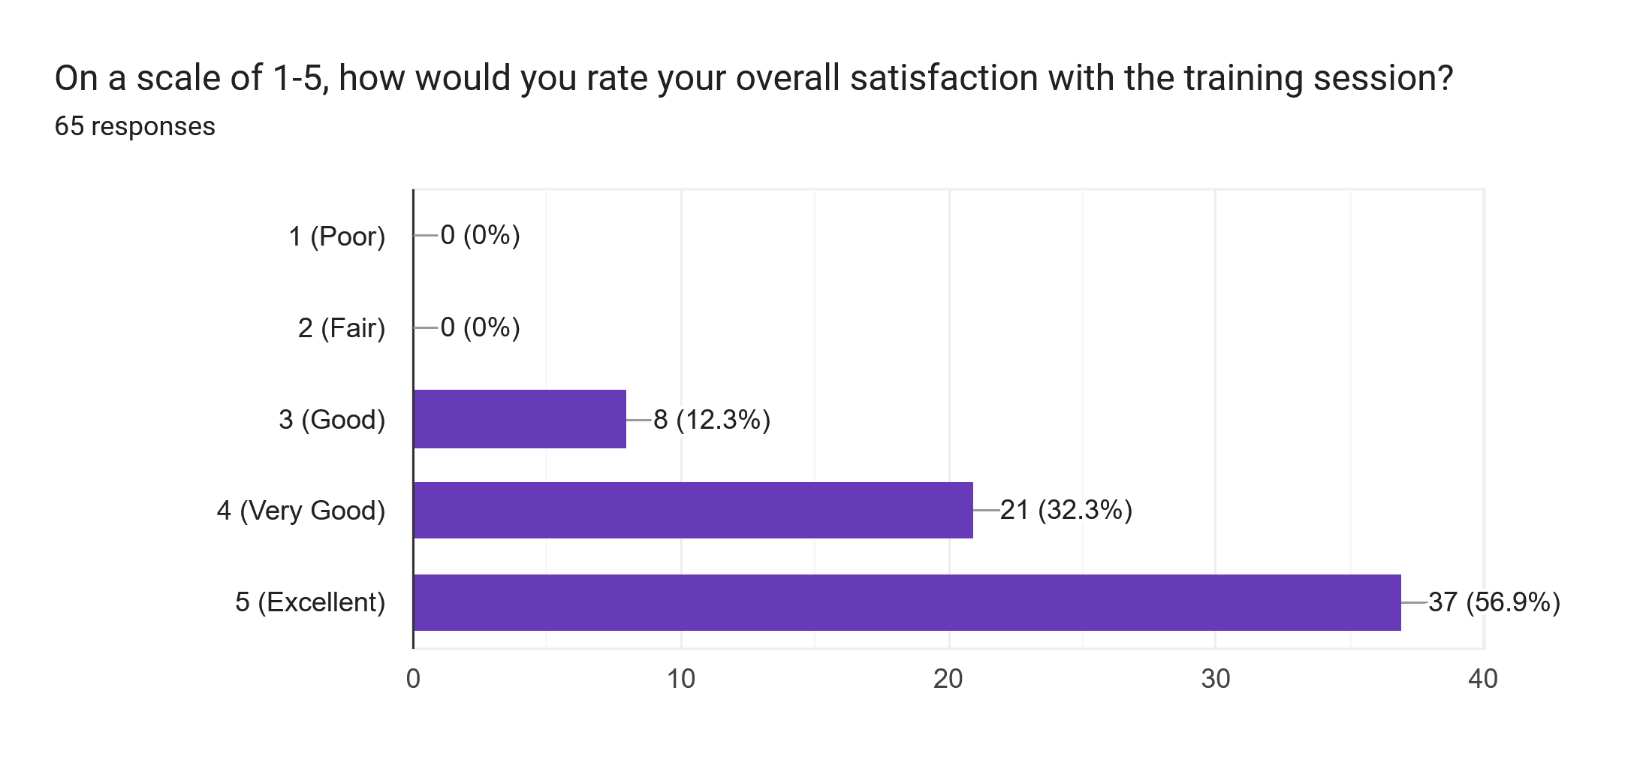 On a scale of 1-5, how would you rate your overall satisfaction with the training session?
65 responses
1 (Poor) 0 (0%)
2 (Fair) 0 (0%)
3 (Good) 8 (12.3%)
4 (Very Good) 21 (32.3%)
5 (Excellent) 37 (56.9%)
0 10 20 30 40